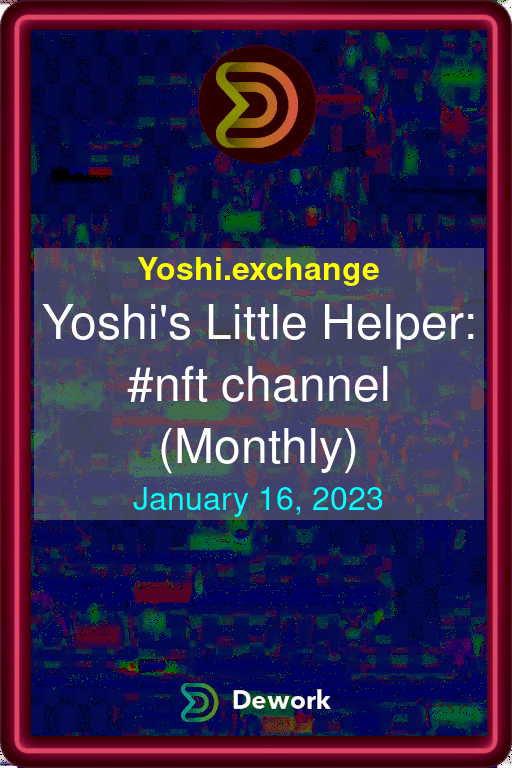 Yoshi.exchange
Yoshi's Little Helper:
#nft channel
(Monthly)
January 16, 2023
Dework